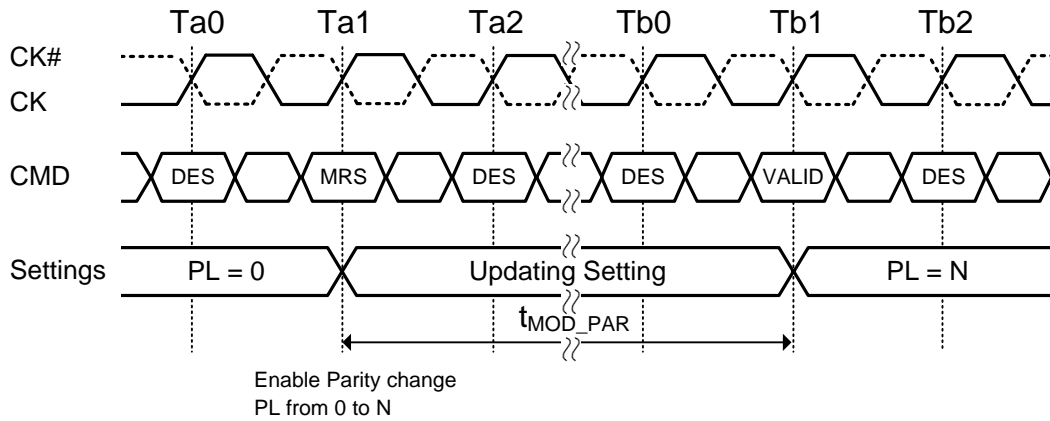 Ta0 Ta1 Ta2 Tb0 Tb1 Tb2
CK#
CK
CMD DES MRS DES DES VALID DES
Settings PL = 0 Updating Setting PL = N
tMOD_PAR
Enable Parity change
PL from 0 to N